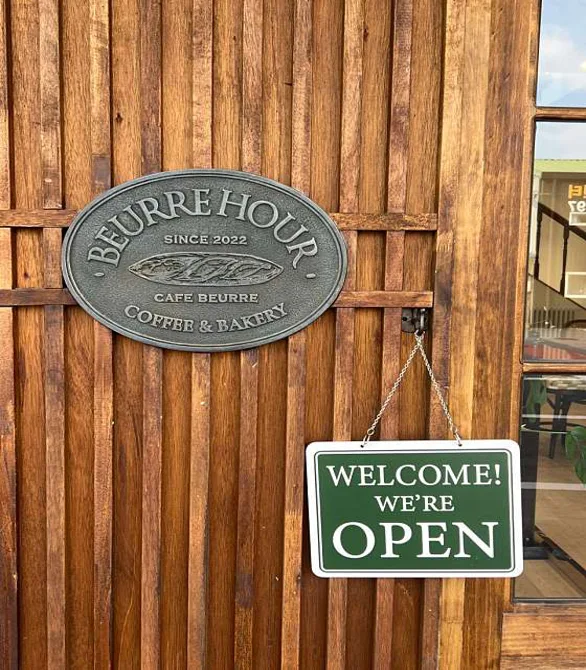 BEURRE HOUR
SINCE 2022
CAFE BEURRE
COFFEE & BAKERY
WELCOME!
WE'RE
OPEN